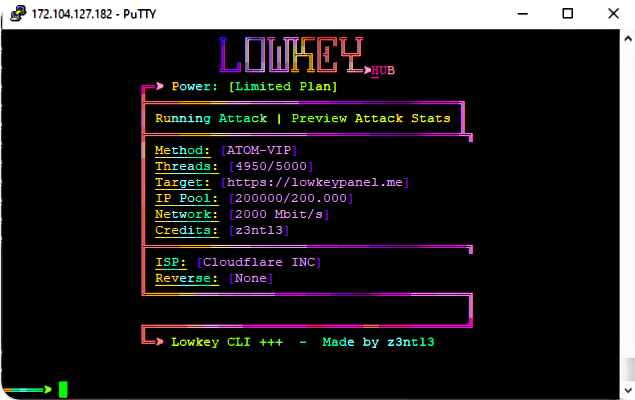 172.104.127.182 - PuTTY
LOWKEY
HUB
Power: [Limited Plan]
Running Attack | Preview Attack Stats
Method: [ATOM-VIP]
Threads: [4950/5000]
Target: [https://lowkeypanel.me]
IP Pool: [200000/200.000]
Network: [2000 Mbit/s]
Credits: [z3ntl3]
ISP: [Cloudflare INC]
Reverse: [None]
Lowkey CLI +++ - Made by z3ntl3